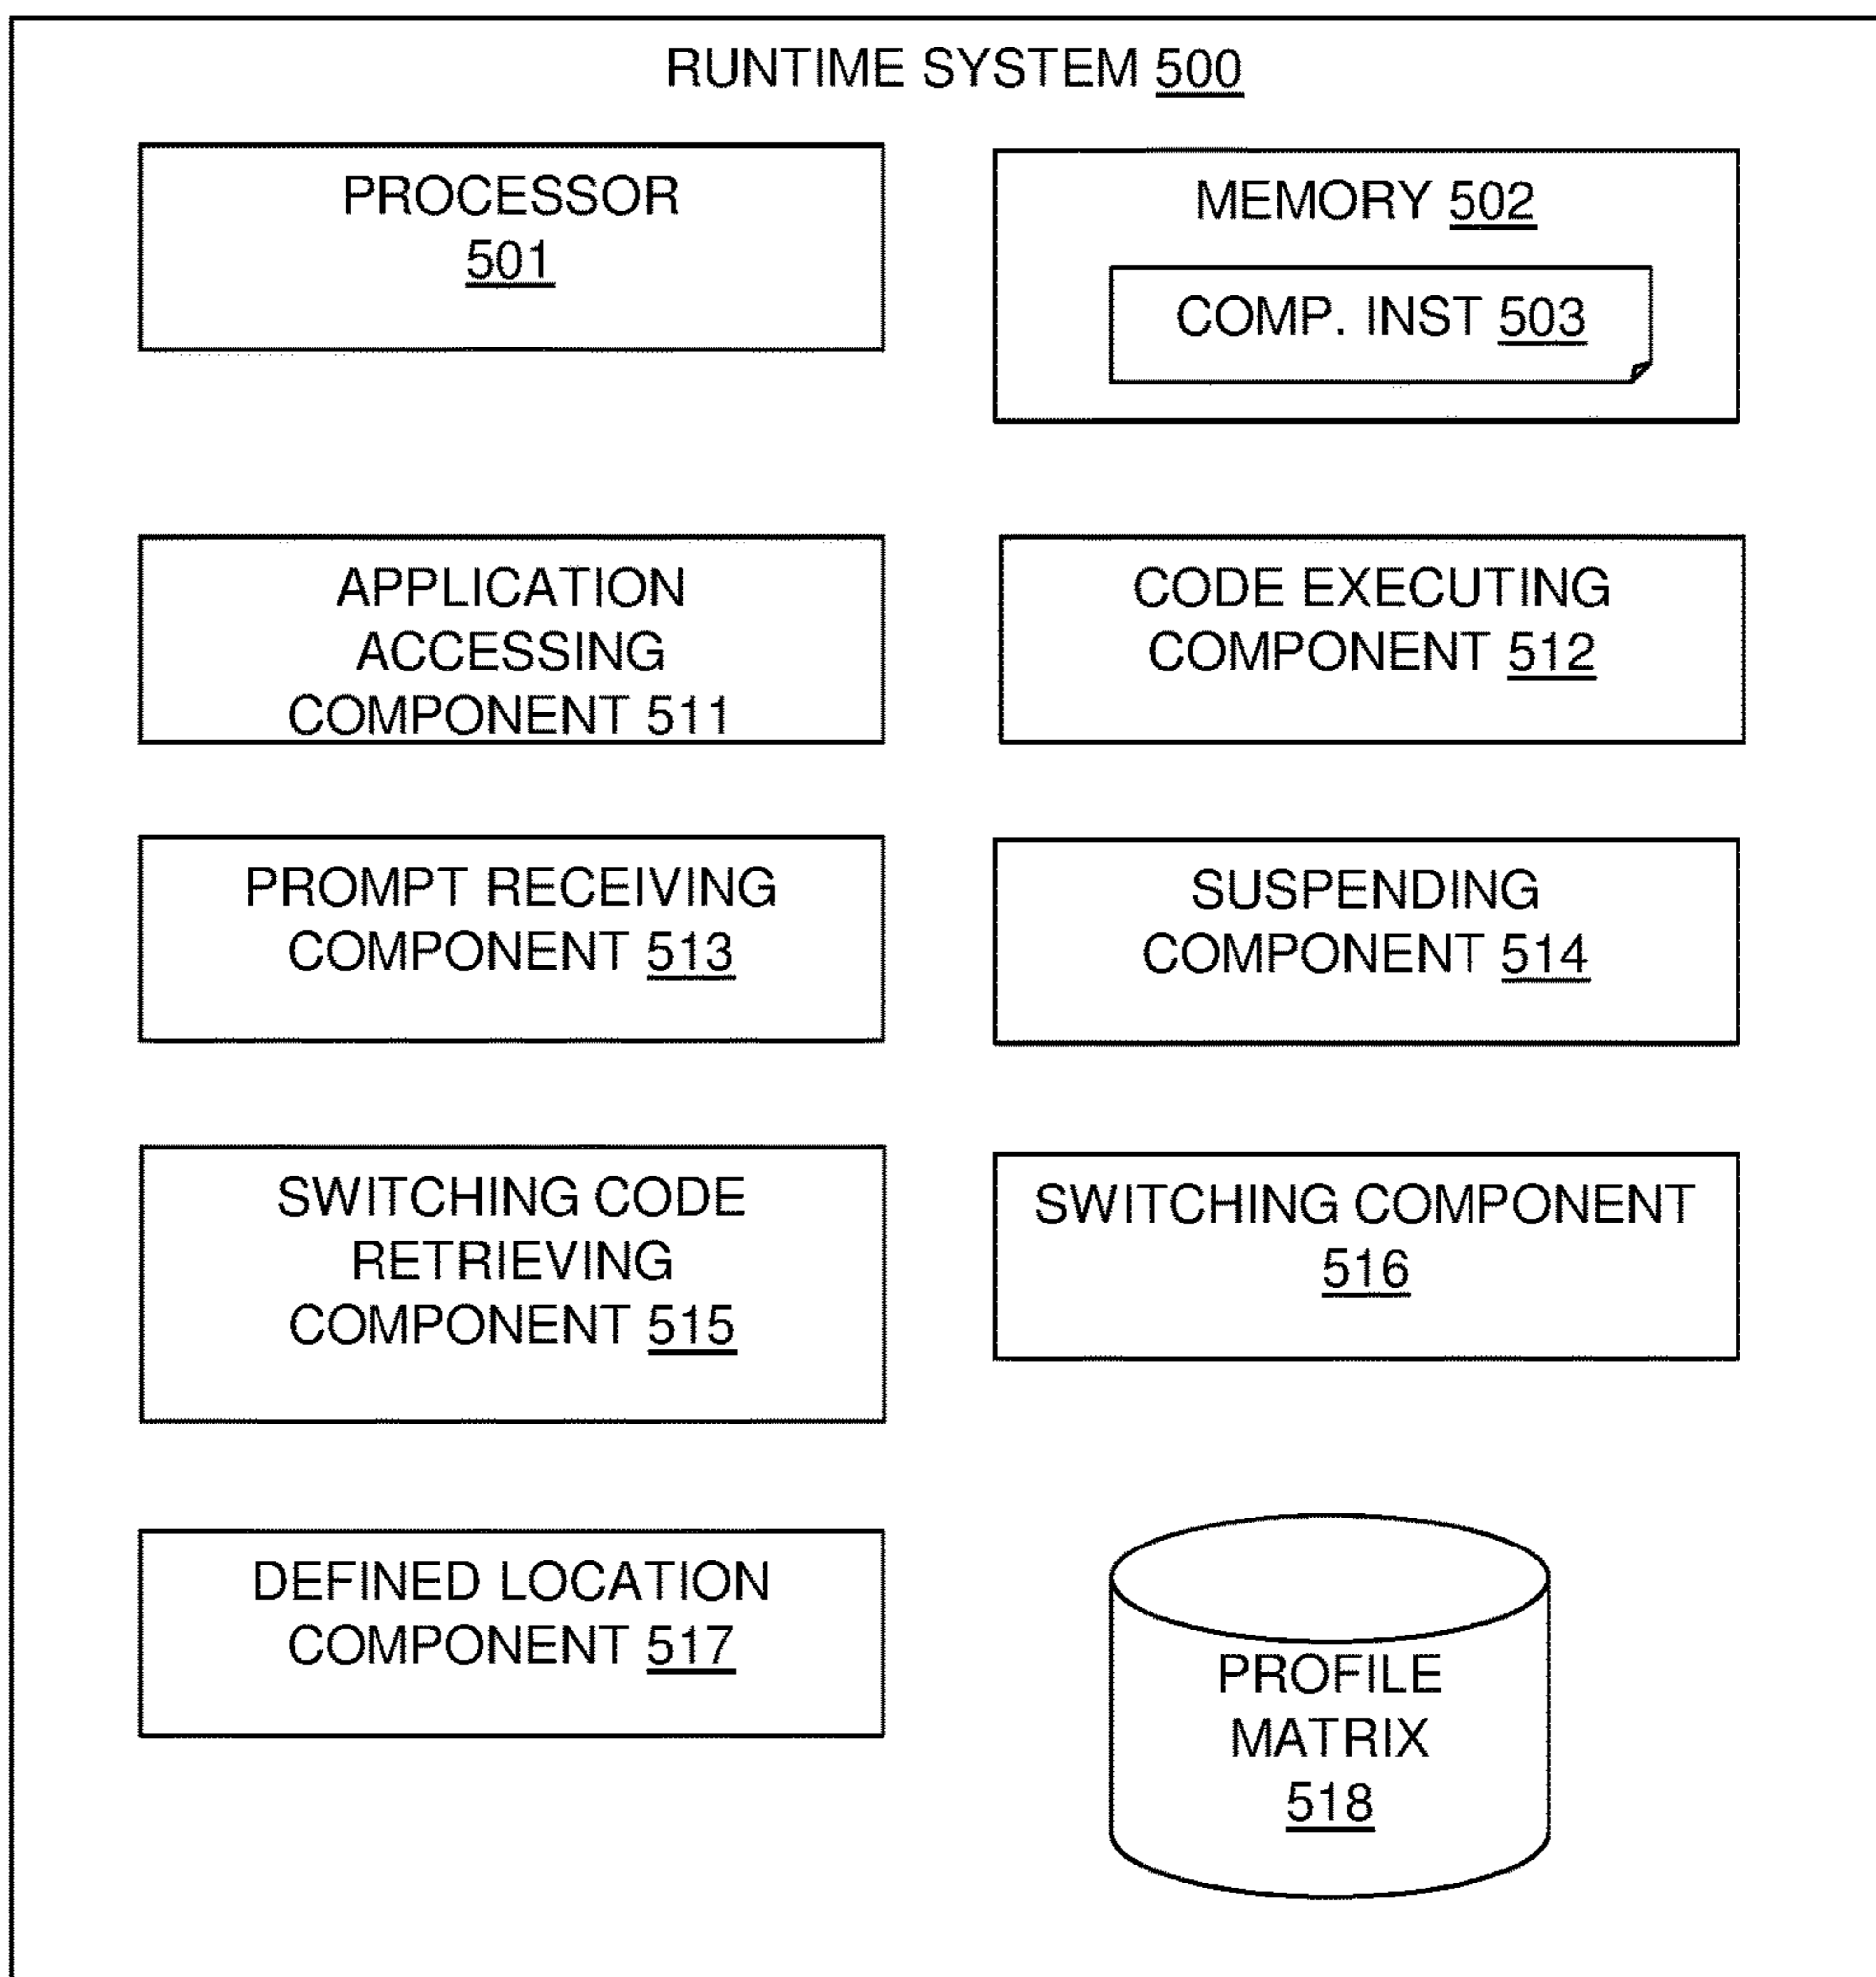 RUNTIME SYSTEM 500
PROCESSOR
501
MEMORY 502
COMP. INST 503
APPLICATION
ACCESSING
COMPONENT 511
CODE EXECUTING
COMPONENT 512
PROMPT RECEIVING
COMPONENT 513
SUSPENDING
COMPONENT 514
SWITCHING CODE
RETRIEVING
COMPONENT 515
SWITCHING COMPONENT
516
DEFINED LOCATION
COMPONENT 517
PROFILE
MATRIX
518